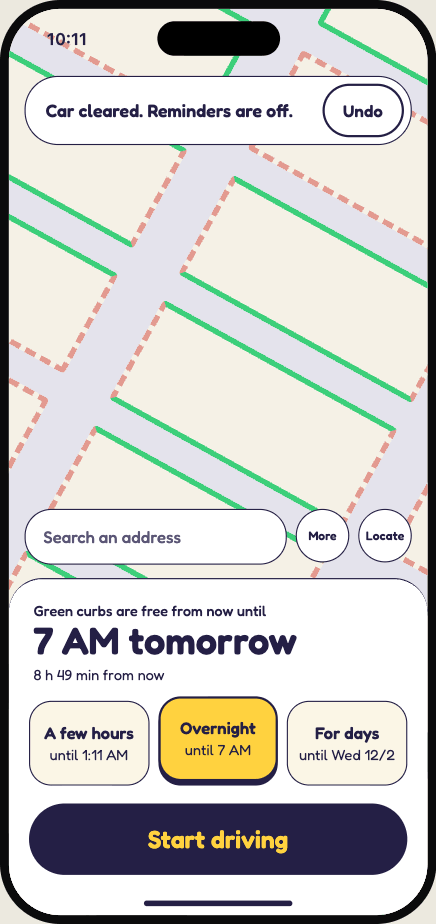 10:11
Car cleared. Reminders are off.
Undo
Search an address
More
Locate
Green curbs are free from now until
7 AM tomorrow
8 h 49 min from now
A few hours
until 1:11 AM
Overnight
until 7 AM
For days
until Wed 12/2
Start driving